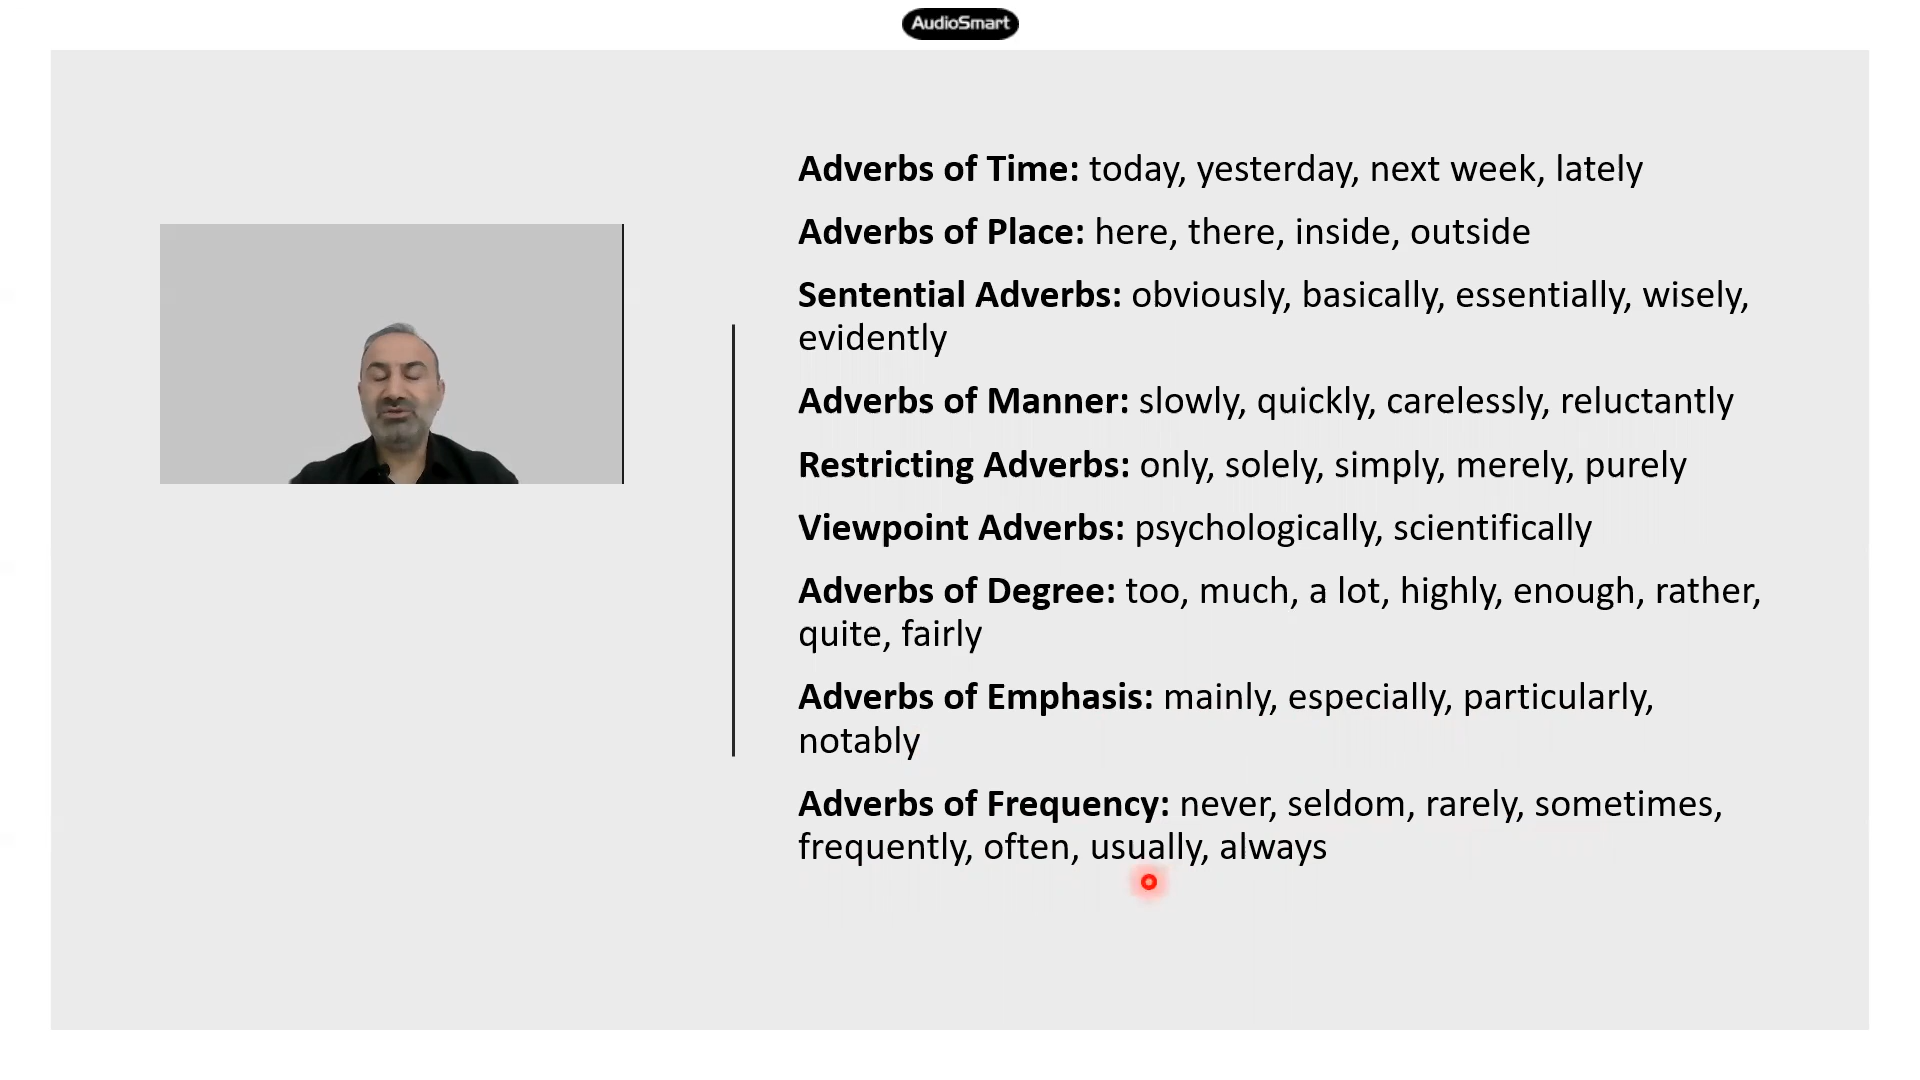 AudioSmart
Adverbs of Time: today, yesterday, next week, lately
Adverbs of Place: here, there, inside, outside
Sentential Adverbs: obviously, basically, essentially, wisely,
evidently
Adverbs of Manner: slowly, quickly, carelessly, reluctantly
Restricting Adverbs: only, solely, simply, merely, purely
Viewpoint Adverbs: psychologically, scientifically
Adverbs of Degree: too, much, a lot, highly, enough, rather,
quite, fairly
Adverbs of Emphasis: mainly, especially, particularly,
notably
Adverbs of Frequency: never, seldom, rarely, sometimes,
frequently, often, usually, always